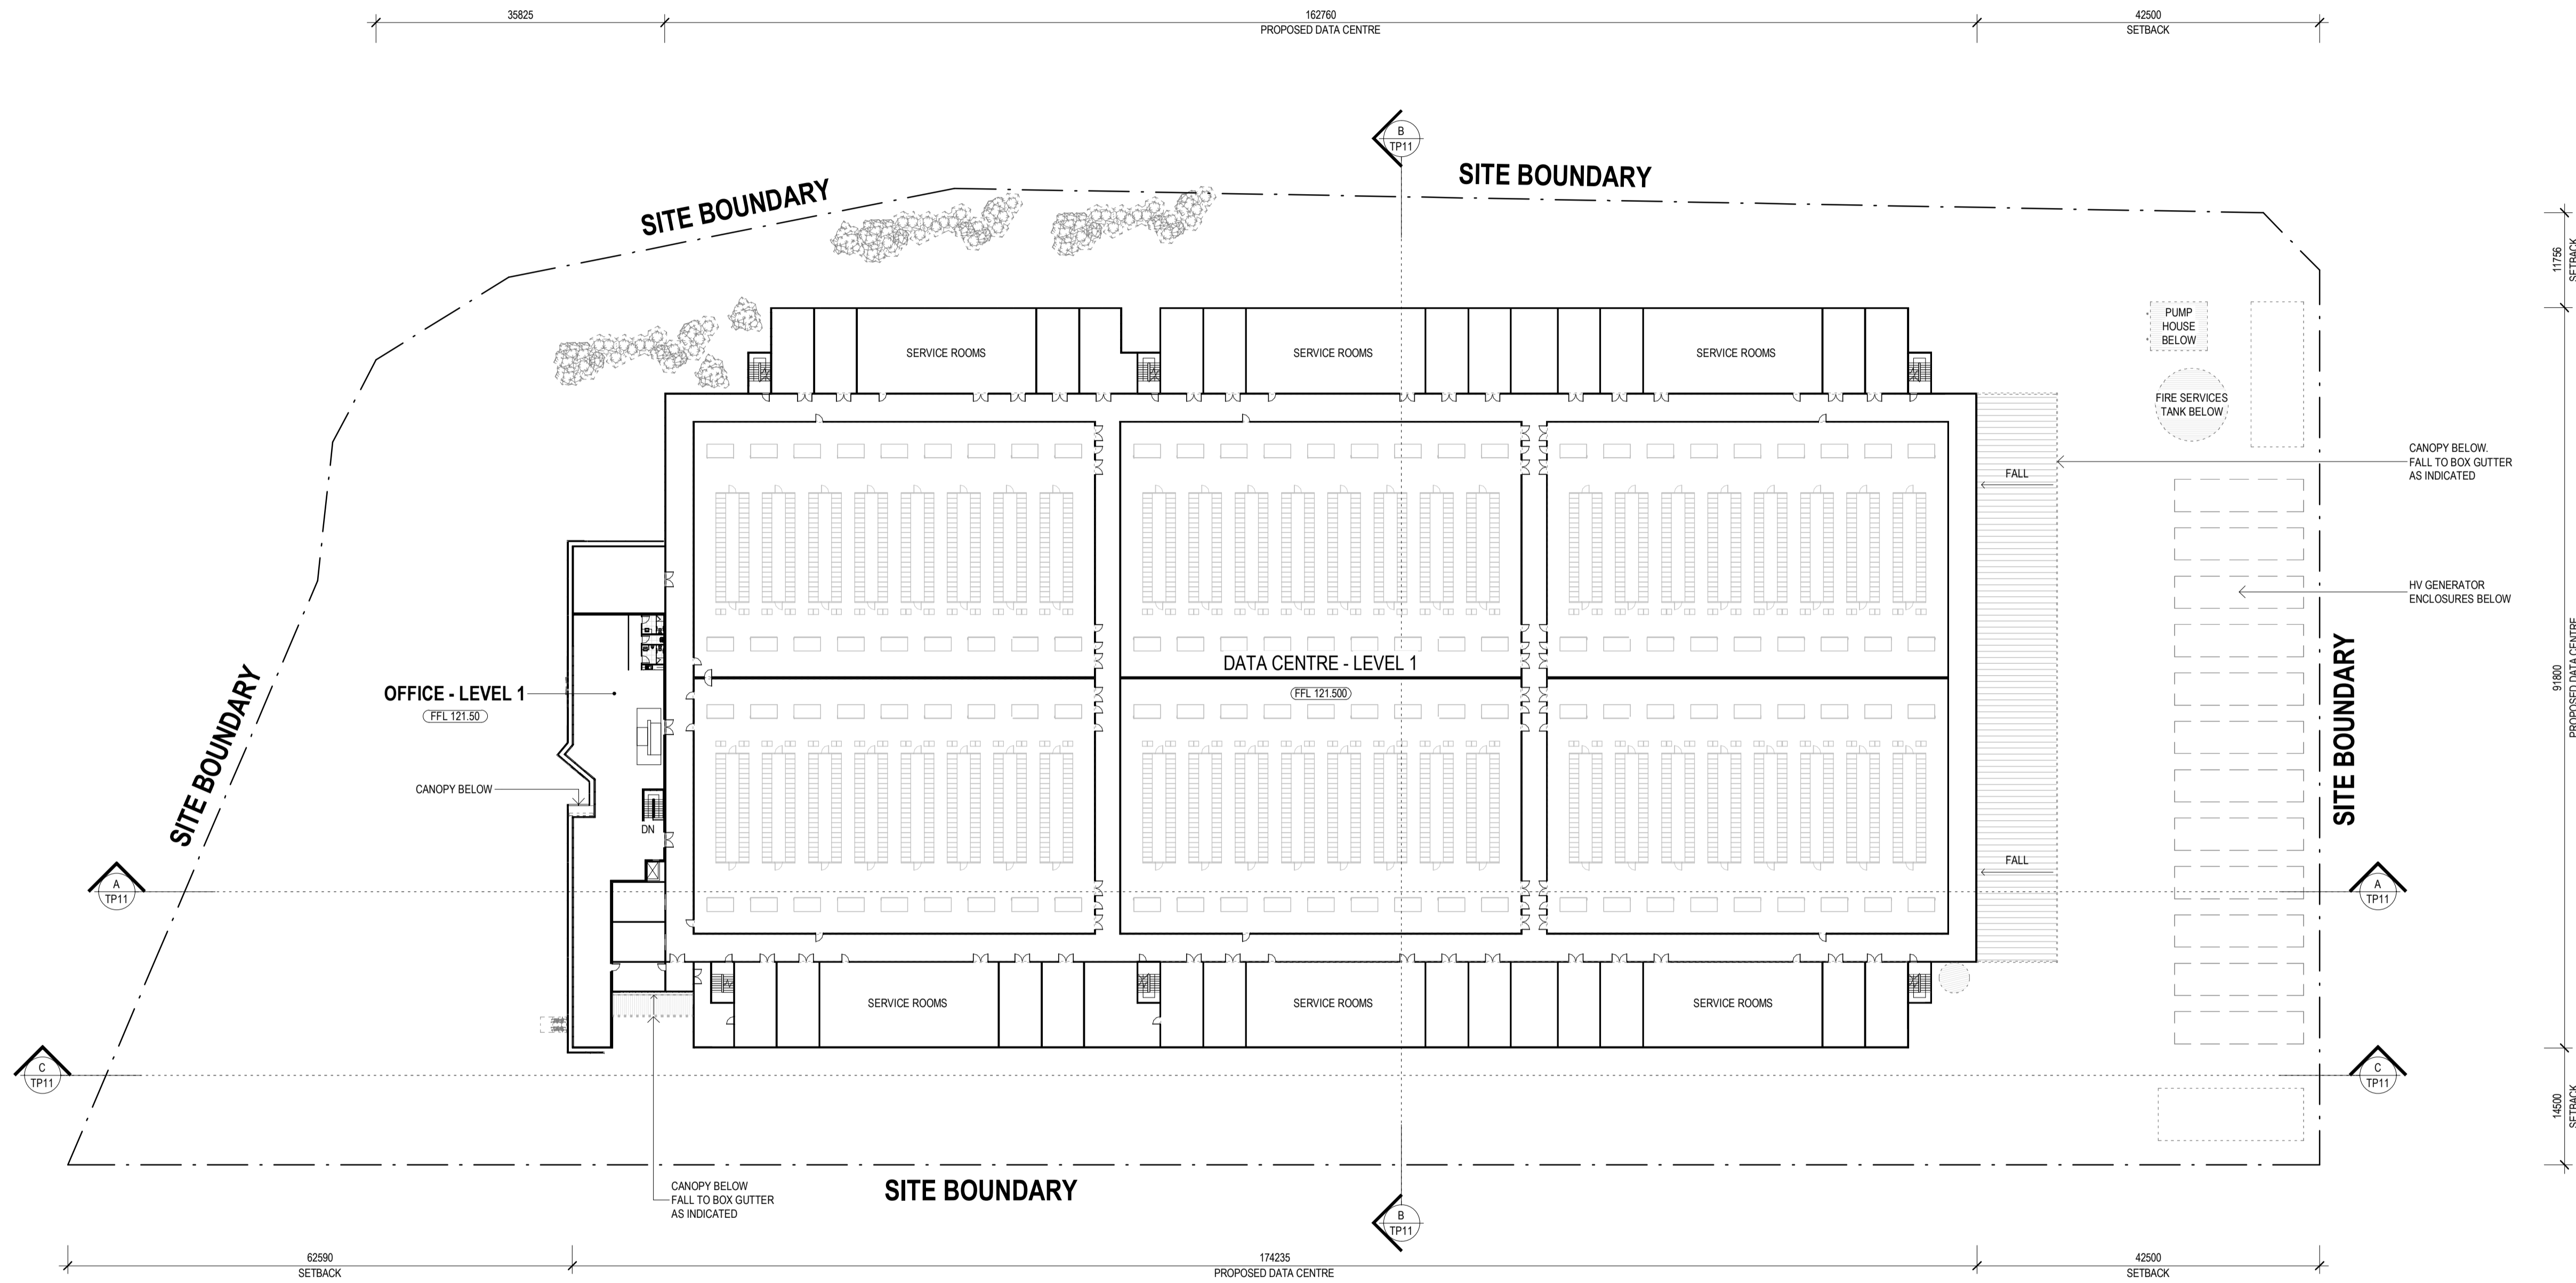 35825
162760
PROPOSED DATA CENTRE
42500
SETBACK
B
TP11
SITE BOUNDARY
SITE BOUNDARY
11756
SETBACK
PUMP
HOUSE
BELOW
SERVICE ROOMS
SERVICE ROOMS
SERVICE ROOMS
FIRE SERVICES
TANK BELOW
CANOPY BELOW.
FALL TO BOX GUTTER
AS INDICATED
FALL
HV GENERATOR
ENCLOSURES BELOW
DATA CENTRE - LEVEL 1
FFL 121.500
OFFICE - LEVEL 1
FFL 121.50
SITE BOUNDARY
SITE BOUNDARY
91800
PROPOSED DATA CENTRE
CANOPY BELOW
DN
FALL
A
TP11
A
TP11
SERVICE ROOMS
SERVICE ROOMS
SERVICE ROOMS
C
TP11
C
TP11
14500
SETBACK
CANOPY BELOW
FALL TO BOX GUTTER
AS INDICATED
SITE BOUNDARY
B
TP11
62590
SETBACK
174235
PROPOSED DATA CENTRE
42500
SETBACK